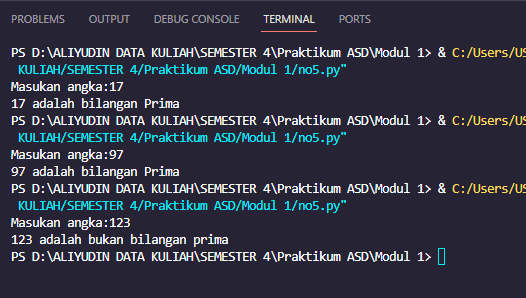 PROBLEMS OUTPUT DEBUG CONSOLE TERMINAL PORTS
PS D:\ALIYUDIN DATA KULIAH\SEMESTER 4\Praktikum ASD\Modul 1> & C:/Users/US
KULIAH/SEMESTER 4/Praktikum ASD/Modul 1/no5.py"
Masukan angka:17
17 adalah bilangan Prima
PS D:\ALIYUDIN DATA KULIAH\SEMESTER 4\Praktikum ASD\Modul 1> & C:/Users/US
KULIAH/SEMESTER 4/Praktikum ASD/Modul 1/no5.py"
Masukan angka:97
97 adalah bilangan Prima
PS D:\ALIYUDIN DATA KULIAH\SEMESTER 4\Praktikum ASD\Modul 1> & C:/Users/US
KULIAH/SEMESTER 4/Praktikum ASD/Modul 1/no5.py"
Masukan angka:123
123 adalah bukan bilangan prima
PS D:\ALIYUDIN DATA KULIAH\SEMESTER 4\Praktikum ASD\Modul 1>